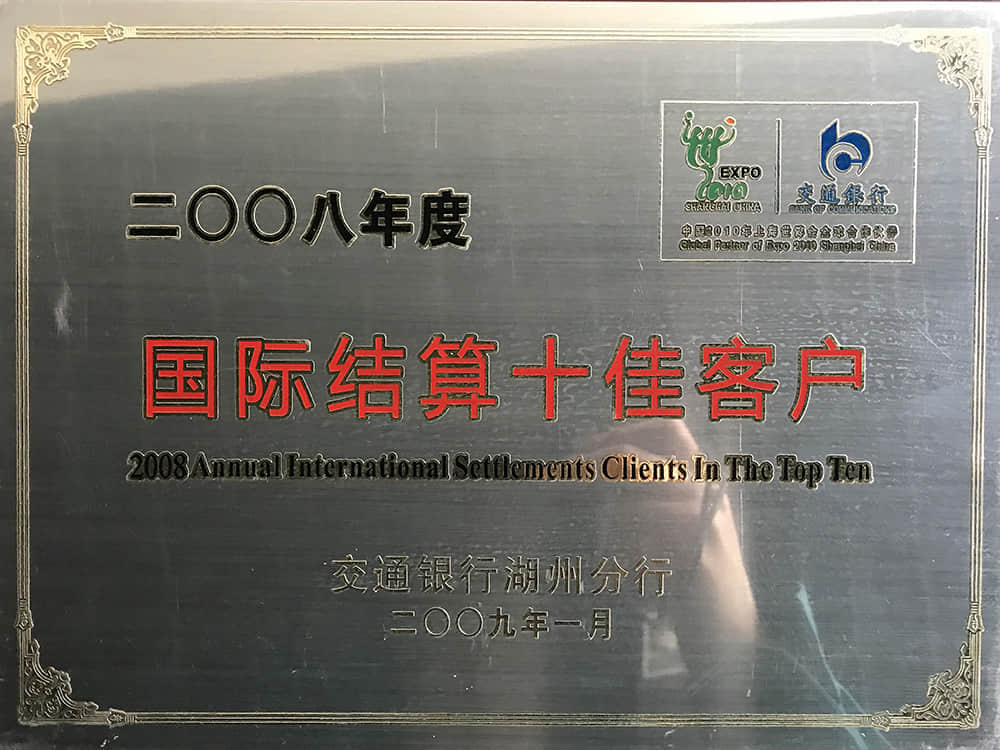 EXPO
2010
SHANGHAI CHINA
交通银行
BANK OF COMMUNICATIONS
中国2010年上海世博会全球合作伙伴
Global Partner of Expo 2010 Shanghai China
二〇〇八年度
国际结算十佳客户
2008 Annual International Settlements Clients In The Top Ten
交通银行湖州分行
二〇〇九年一月